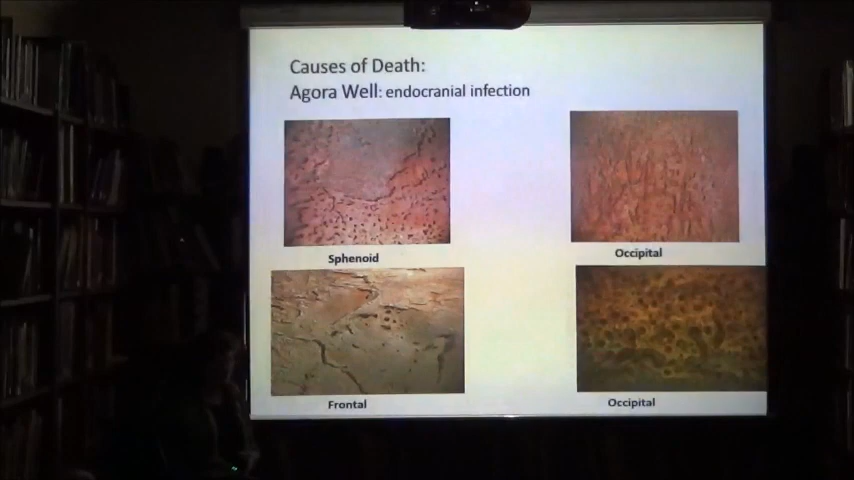 Causes of Death:
Agora Well: endocranial infection
Sphenoid
Occipital
Frontal
Occipital